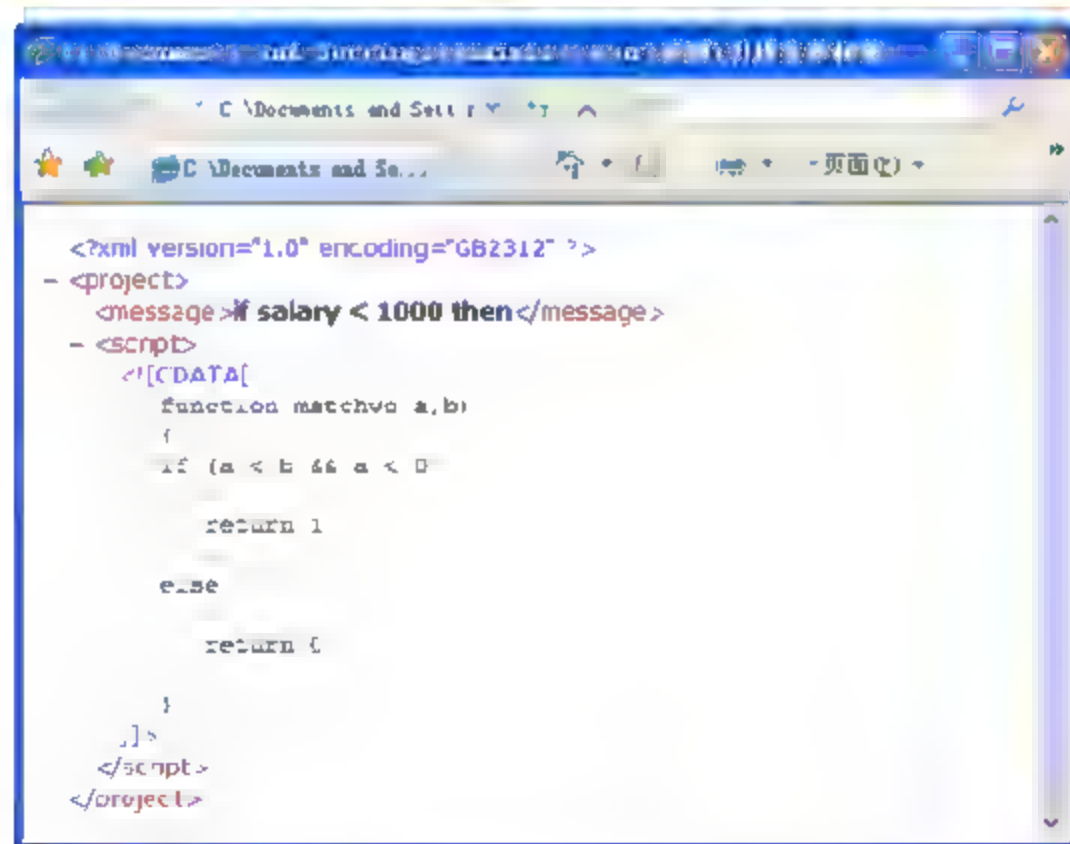 C \Documents and Sett
C \Documents and Se...
页面(P)
<?xml version="1.0" encoding="GB2312" ?>
- <project>
<message>if salary < 1000 then</message>
- <script>
<![CDATA[
function matchwo a,b)
{
if (a < b && a < 0
return 1
else
return
}
]]>
</script>
</project>